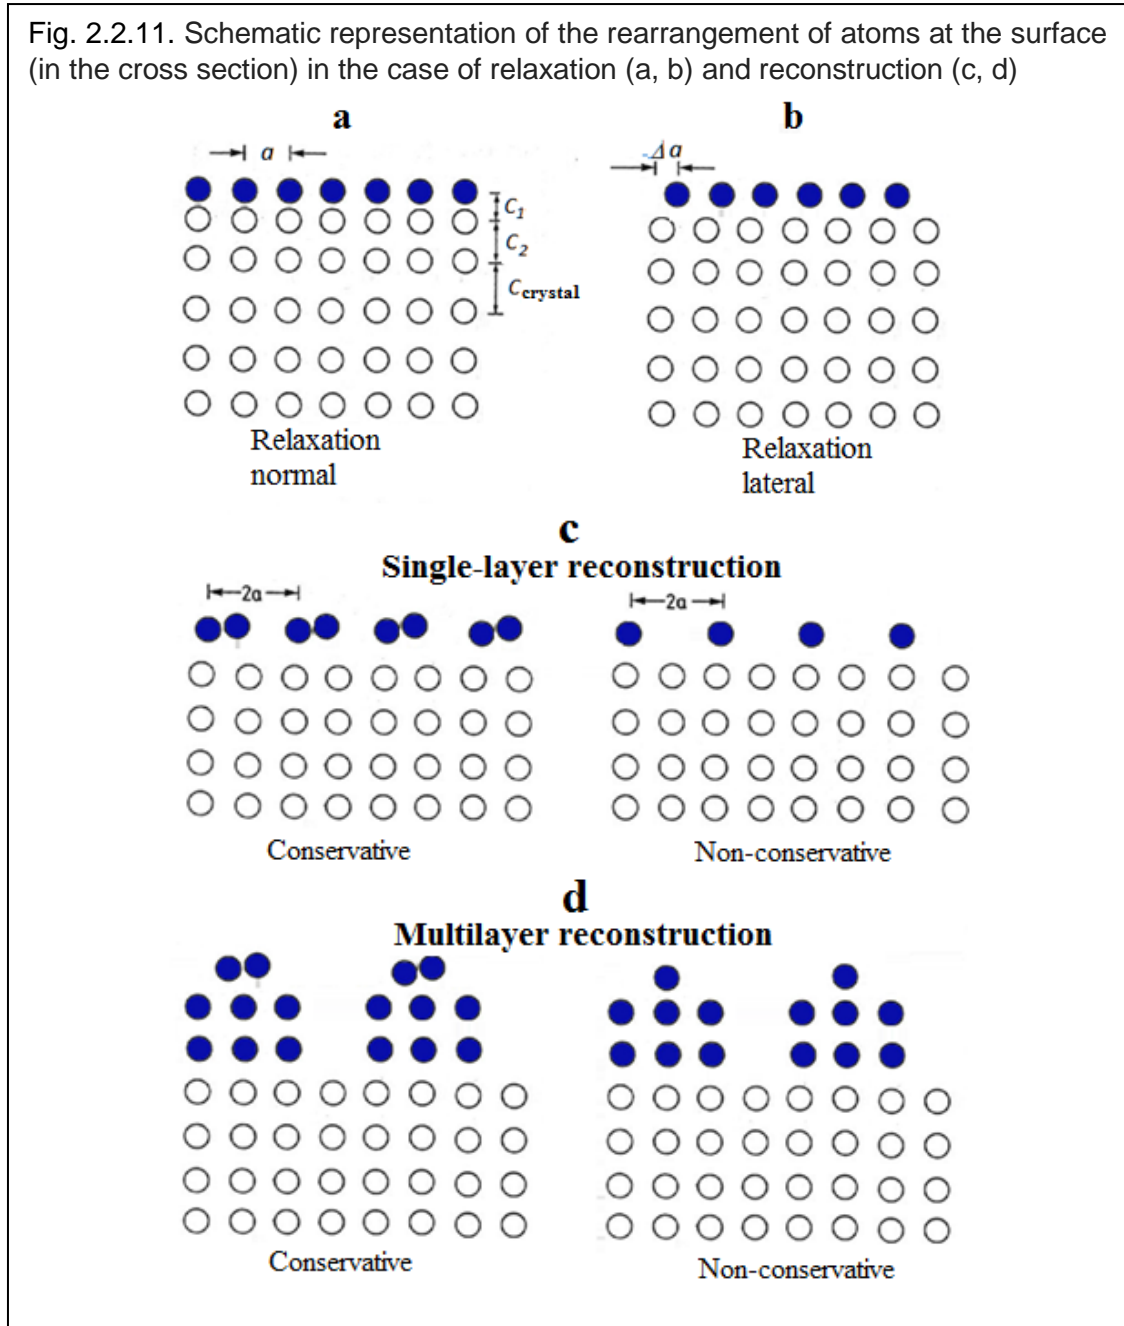 Fig. 2.2.11. Schematic representation of the rearrangement of atoms at the surface
(in the cross section) in the case of relaxation (a, b) and reconstruction (c, d)
a
b
a
Δa
C1
C2
Ccrystal
Relaxation
normal
Relaxation
lateral
c
Single-layer reconstruction
2a
2a
Conservative
Non-conservative
d
Multilayer reconstruction
Conservative
Non-conservative